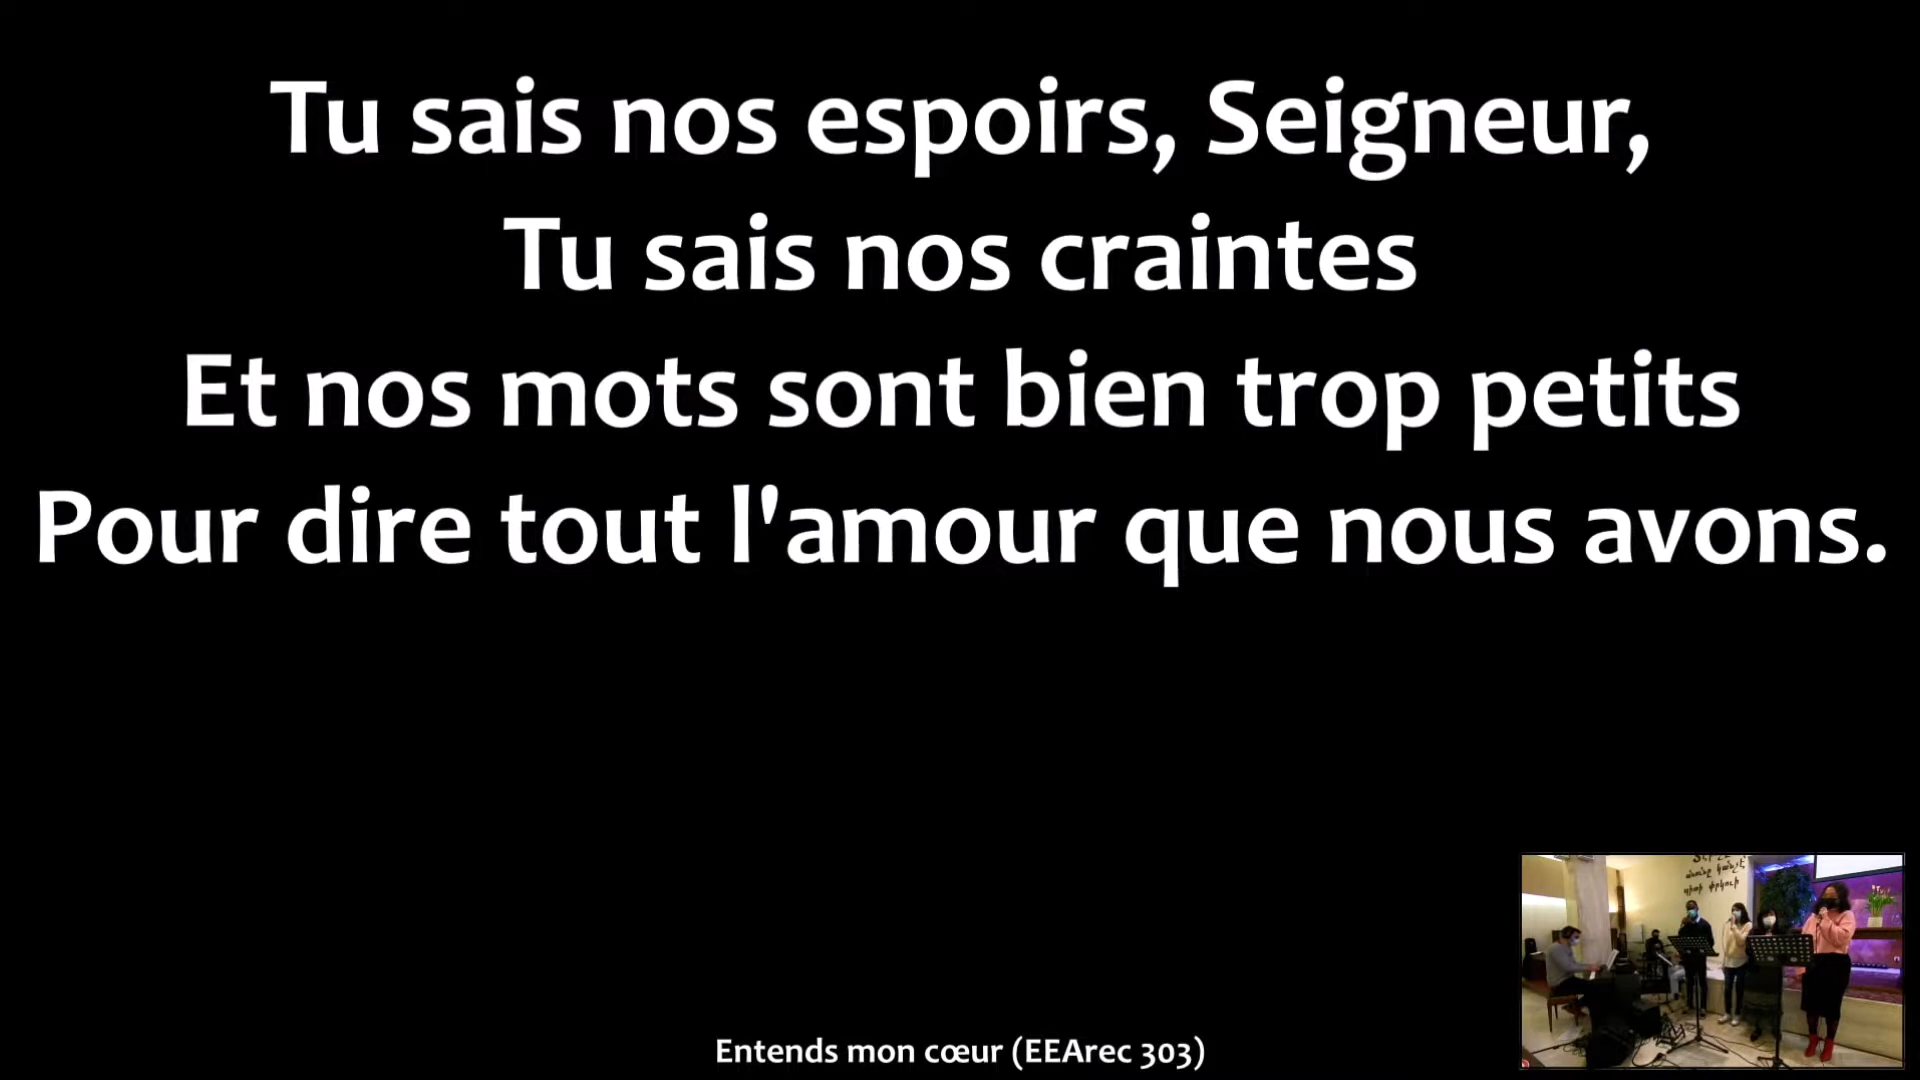 Tu sais nos espoirs, Seigneur,
Tu sais nos craintes
Et nos mots sont bien trop petits
Pour dire tout l'amour que nous avons.
Entends mon cœur (EEArec 303)